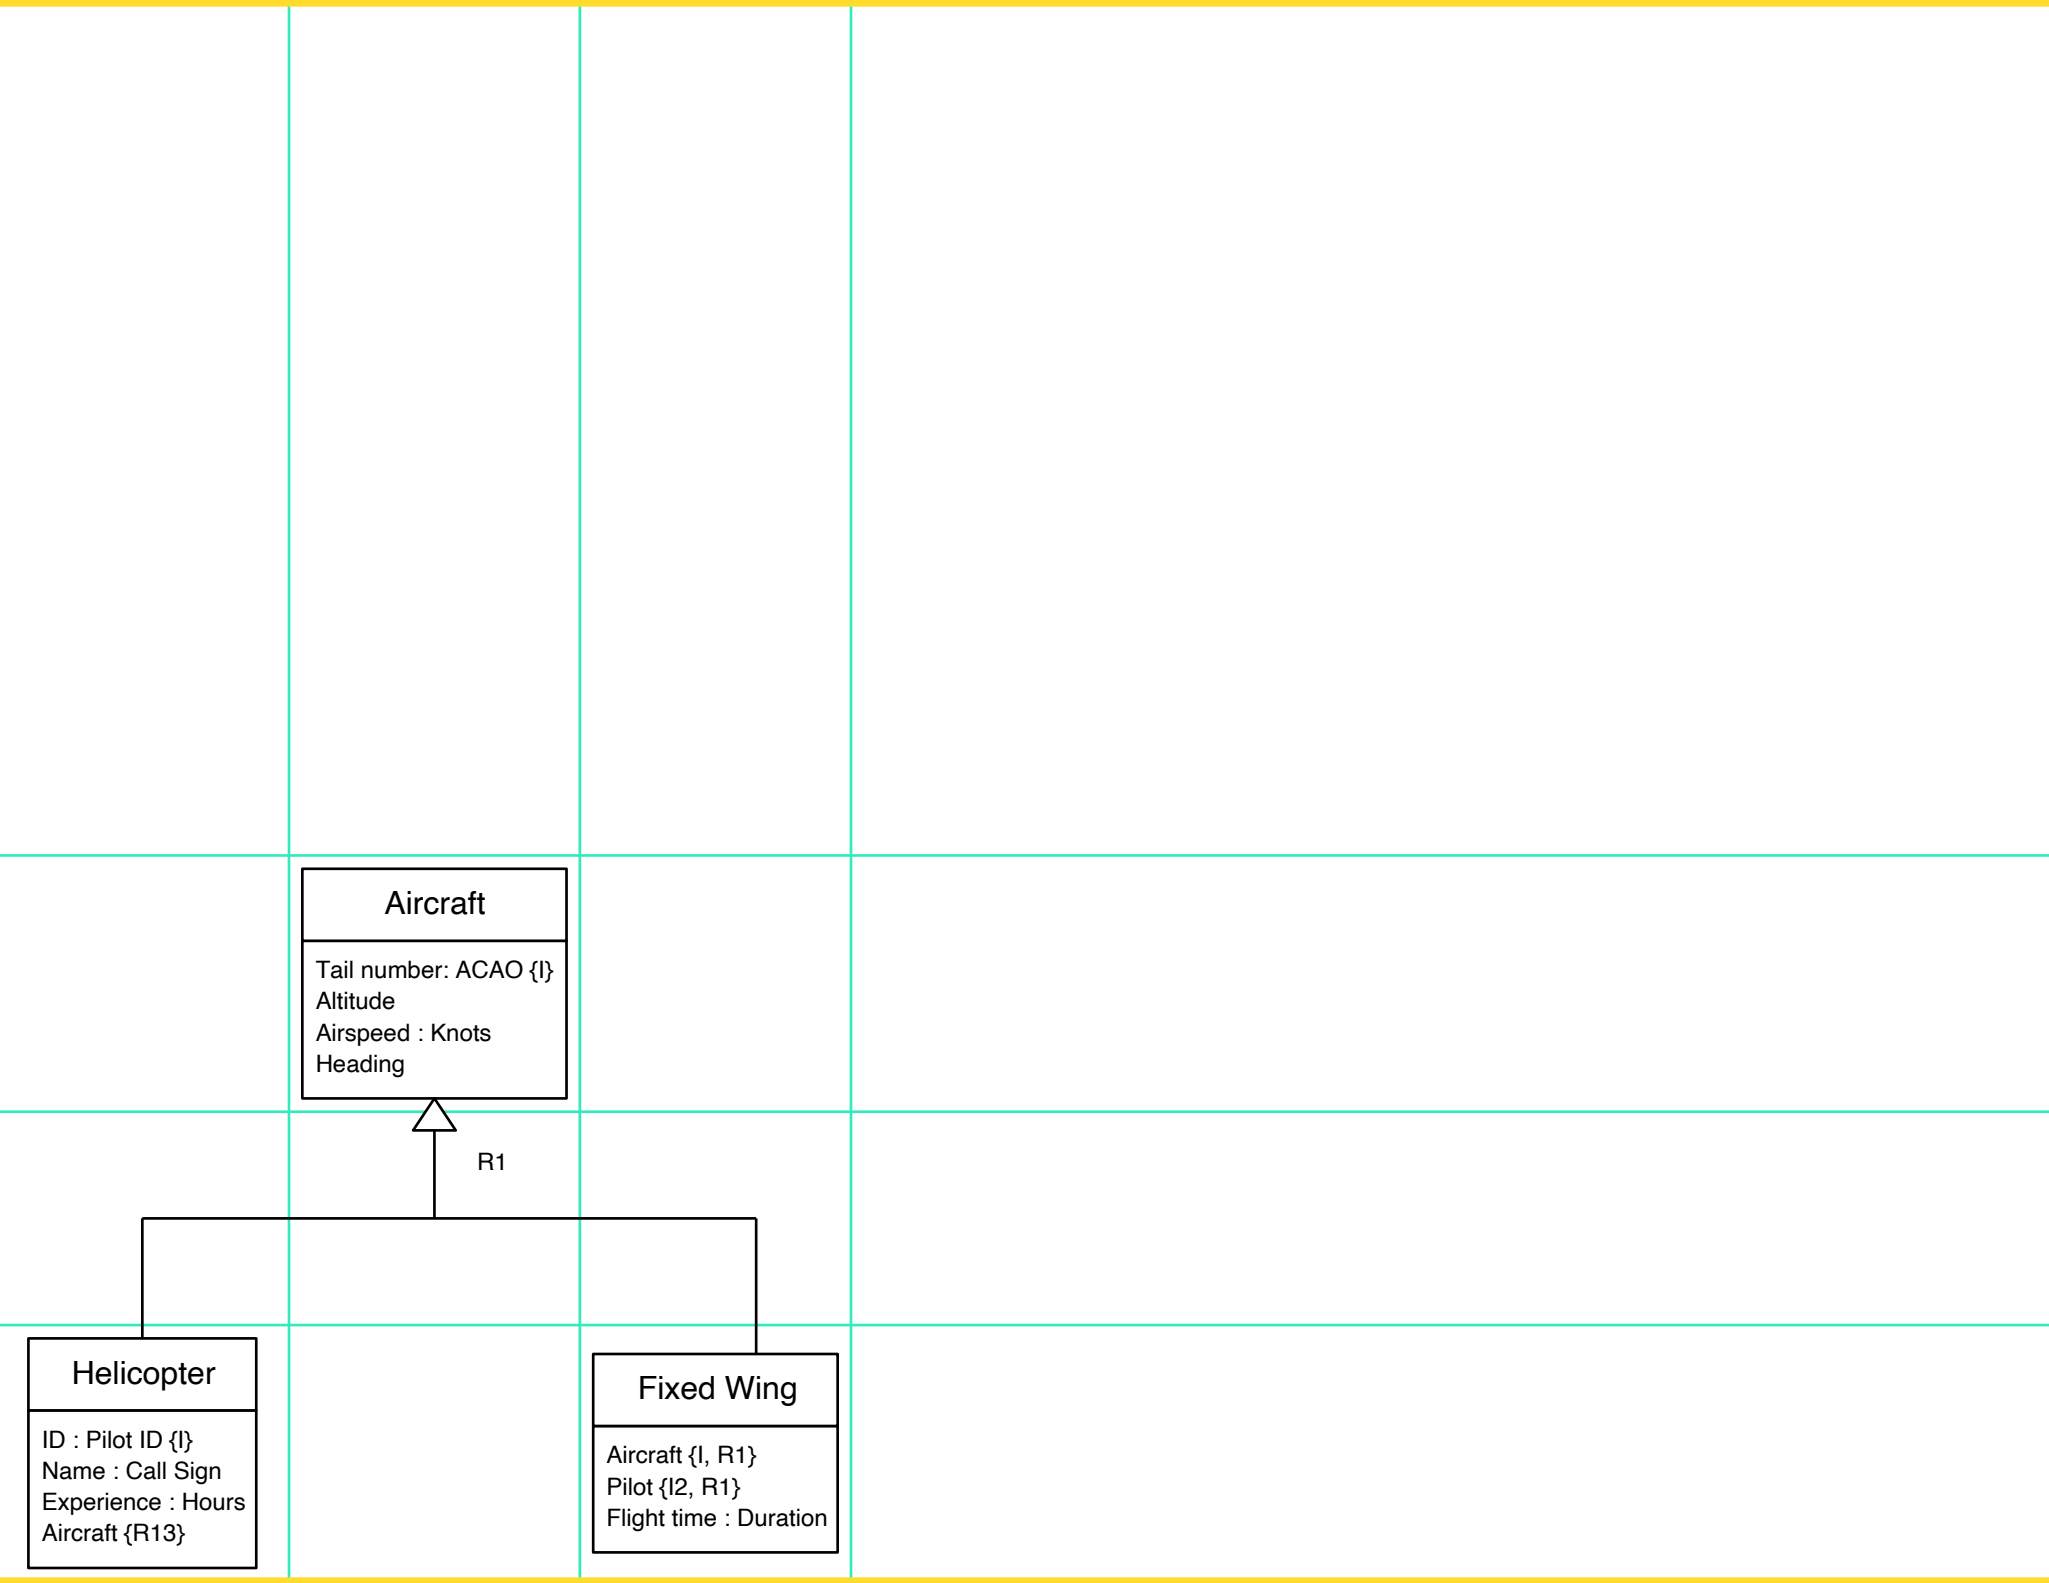 Aircraft
Tail number: ACAO {I}
Altitude
Airspeed : Knots
Heading
R1
Helicopter
ID : Pilot ID {I}
Name : Call Sign
Experience : Hours
Aircraft {R13}
Fixed Wing
Aircraft {I, R1}
Pilot {I2, R1}
Flight time : Duration